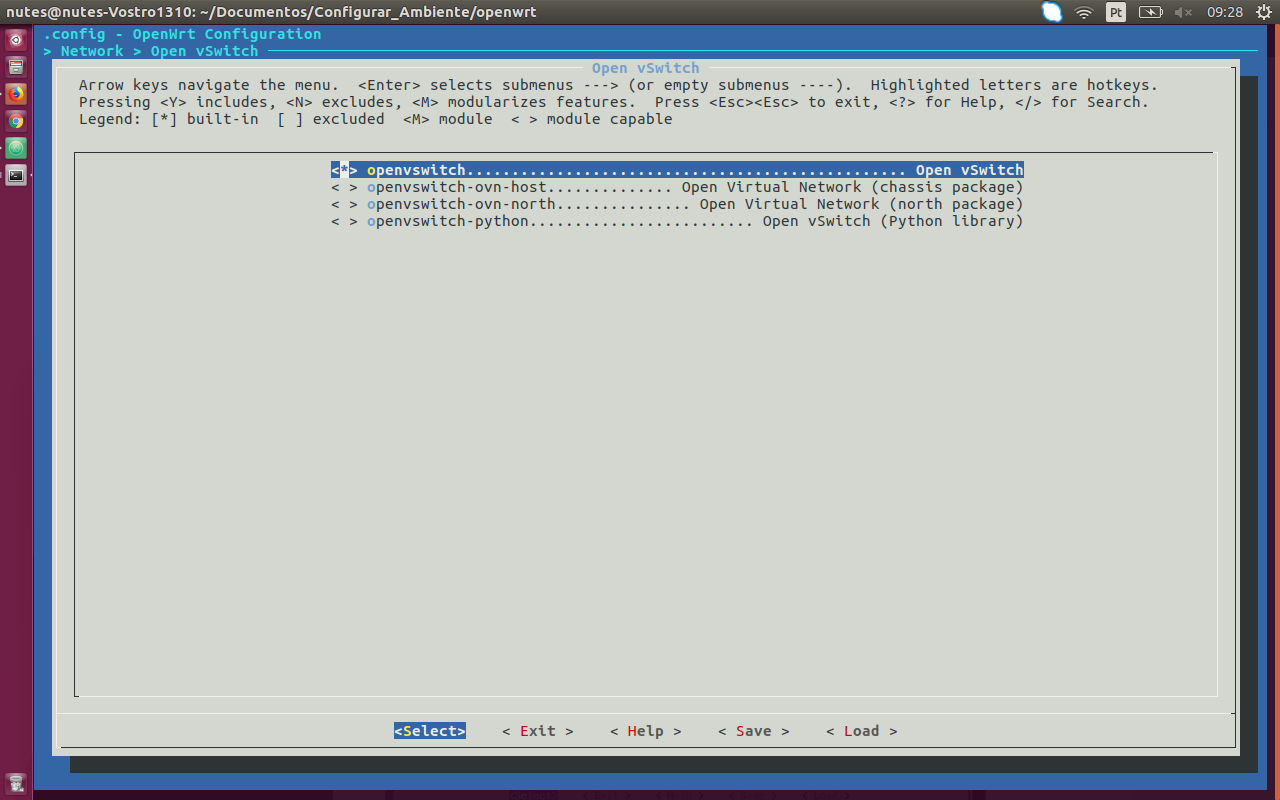 nutes@nutes-Vostro1310: ~/Documentos/Configurar_Ambiente/openwrt Pt 09:28
.config - OpenWrt Configuration
> Network > Open vSwitch
Open vSwitch
Arrow keys navigate the menu. <Enter> selects submenus ---> (or empty submenus ----). Highlighted letters are hotkeys.
Pressing <Y> includes, <N> excludes, <M> modularizes features. Press <Esc><Esc> to exit, <?> for Help, </> for Search.
Legend: [*] built-in [ ] excluded <M> module < > module capable
<*> openvswitch................................................. Open vSwitch
< > openvswitch-ovn-host.............. Open Virtual Network (chassis package)
< > openvswitch-ovn-north............... Open Virtual Network (north package)
< > openvswitch-python......................... Open vSwitch (Python library)
<Select> < Exit > < Help > < Save > < Load >